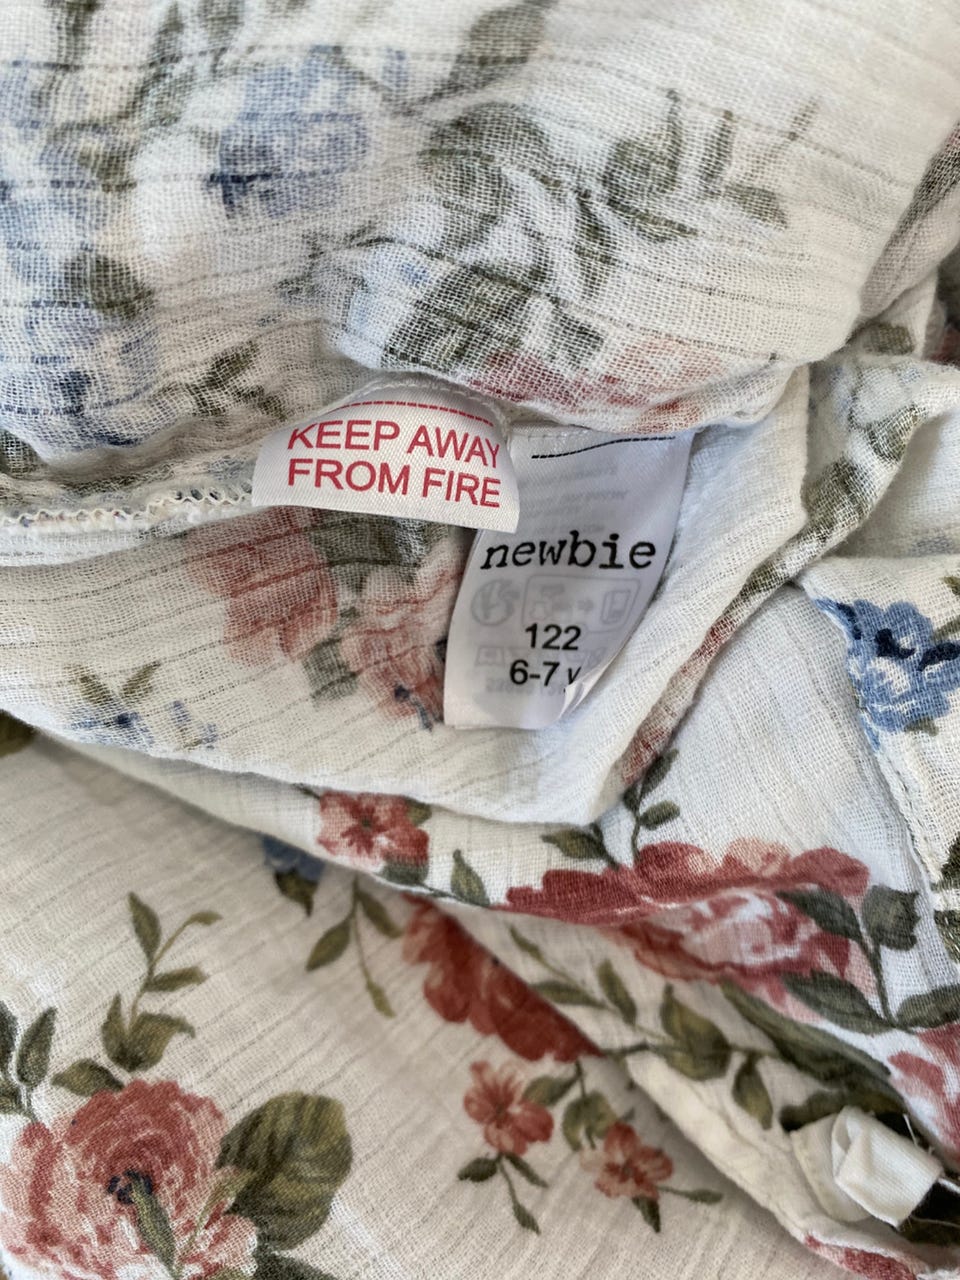 KEEP AWAY
FROM FIRE
newbie
122
6-7 y